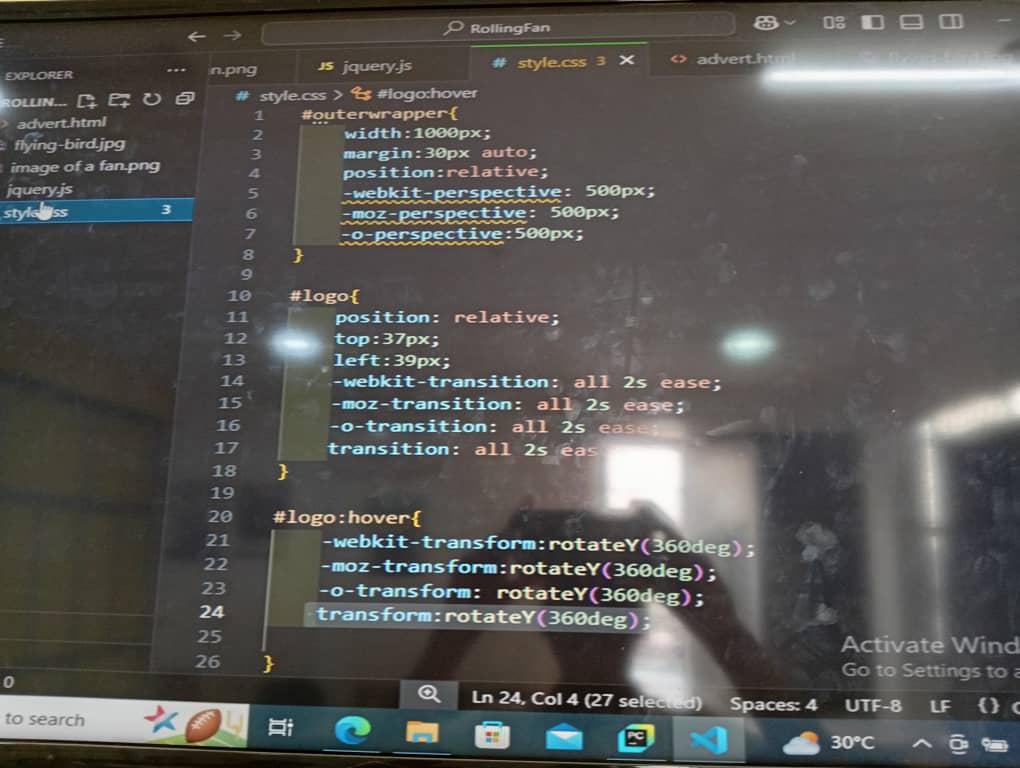 RollingFan
EXPLORER
n.png
JS jquery.js
# style.css 3
<> advert.html
ROLLIN...
# style.css > #logo:hover
advert.html
flying-bird.jpg
image of a fan.png
jquery.js
style.css 3
1 #outerwrapper{
2 width:1000px;
3 margin:30px auto;
4 position:relative;
5 -webkit-perspective: 500px;
6 -moz-perspective: 500px;
7 -o-perspective:500px;
8 }
9
10 #logo{
11 position: relative;
12 top:37px;
13 left:39px;
14 -webkit-transition: all 2s ease;
15 -moz-transition: all 2s ease;
16 -o-transition: all 2s ease;
17 transition: all 2s eas
18 }
19
20 #logo:hover{
21 -webkit-transform:rotateY(360deg);
22 -moz-transform:rotateY(360deg);
23 -o-transform: rotateY(360deg);
24 transform:rotateY(360deg);
25
26 }
Activate Wind
Go to Settings to a
0
Ln 24, Col 4 (27 selected) Spaces: 4 UTF-8 LF {}
to search
PC
30°C